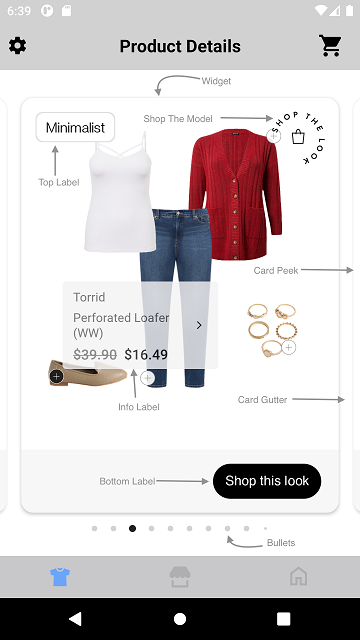 6:39
Product Details
Widget
Minimalist
Shop The Model
SHOP THE LOOK
Top Label
Card Peek
Torrid
Perforated Loafer
(WW)
$39.90 $16.49
Info Label
Card Gutter
Bottom Label
Shop this look
Bullets